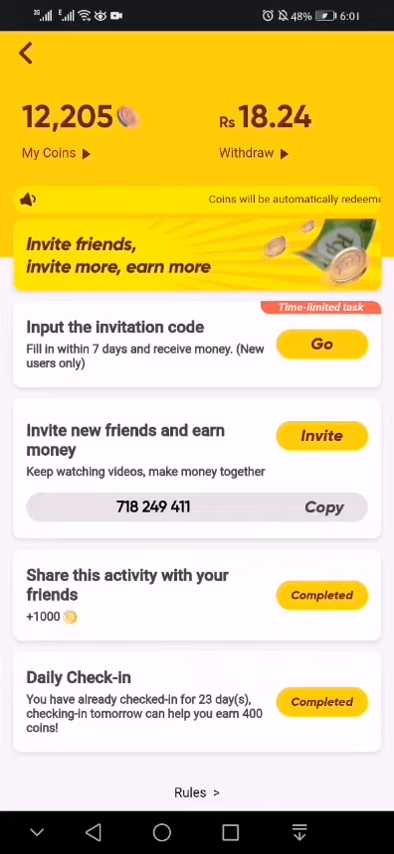 3G E 48% 6:01
12,205 Rs 18.24
My Coins Withdraw
Coins will be automatically redeeme
Invite friends,
invite more, earn more
Time-limited task
Input the invitation code
Go
Fill in within 7 days and receive money. (New
users only)
Invite new friends and earn
money
Invite
Keep watching videos, make money together
718 249 411 Copy
Share this activity with your
friends
Completed
+1000
Daily Check-in
You have already checked-in for 23 day(s),
checking-in tomorrow can help you earn 400
coins!
Completed
Rules >